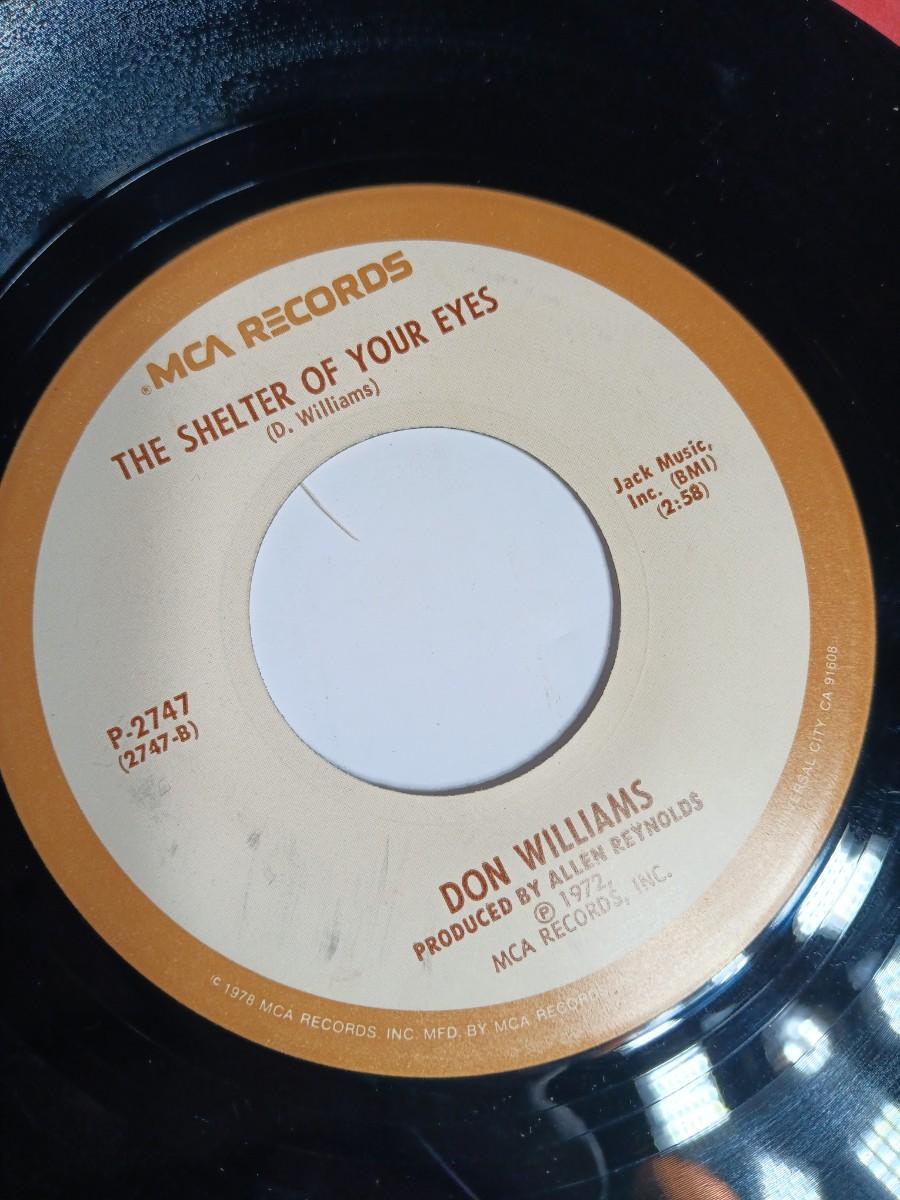 ®MCA RECORDS
THE SHELTER OF YOUR EYES
(D. Williams)
Jack Music,
Inc. (BMI)
(2:58)
P-2747
(2747-B)
DON WILLIAMS
PRODUCED BY ALLEN REYNOLDS
℗ 1972,
MCA RECORDS, INC.
© 1978 MCA RECORDS. INC. MFD. BY MCA RECORD
CITY, CA 91608